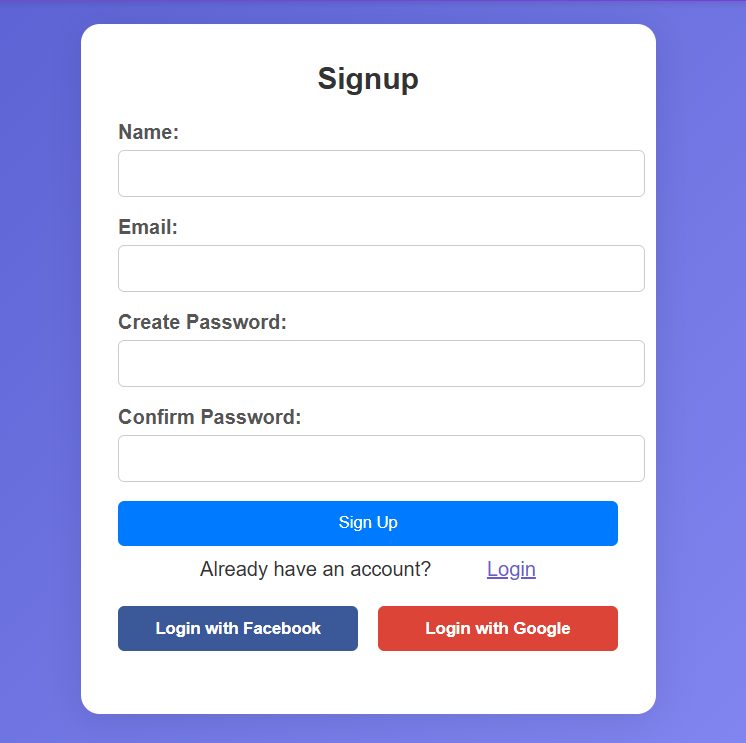 Signup
Name:
Email:
Create Password:
Confirm Password:
Sign Up
Already have an account? Login
Login with Facebook Login with Google